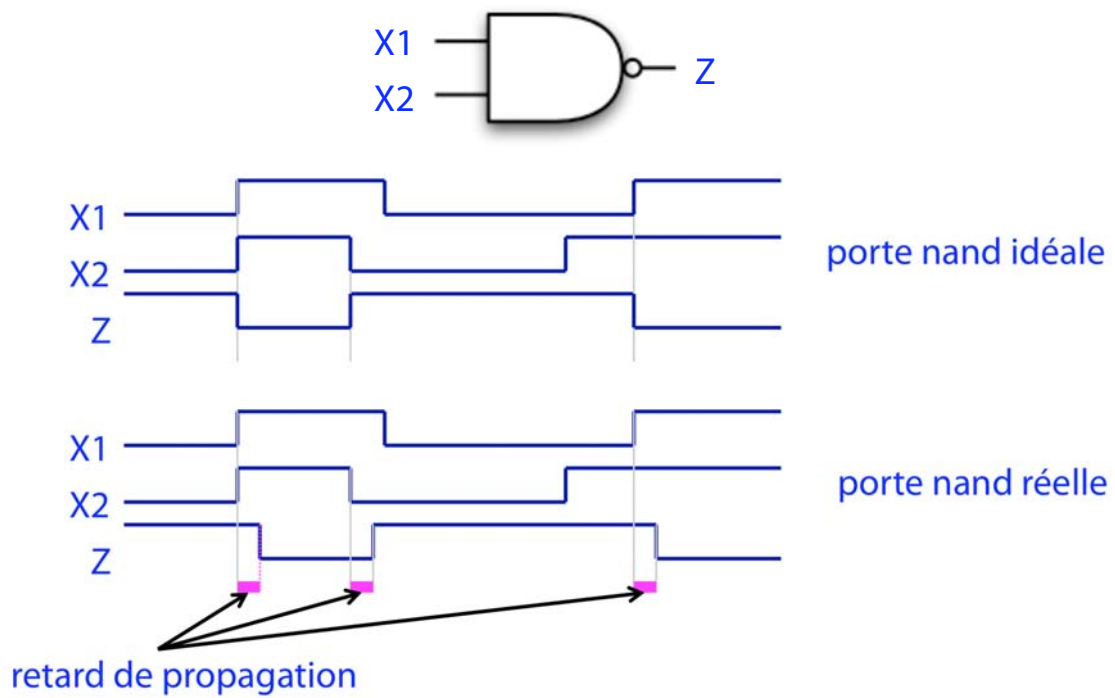 X1
X2
Z
X1
X2
Z
porte nand idéale
X1
X2
Z
porte nand réelle
retard de propagation